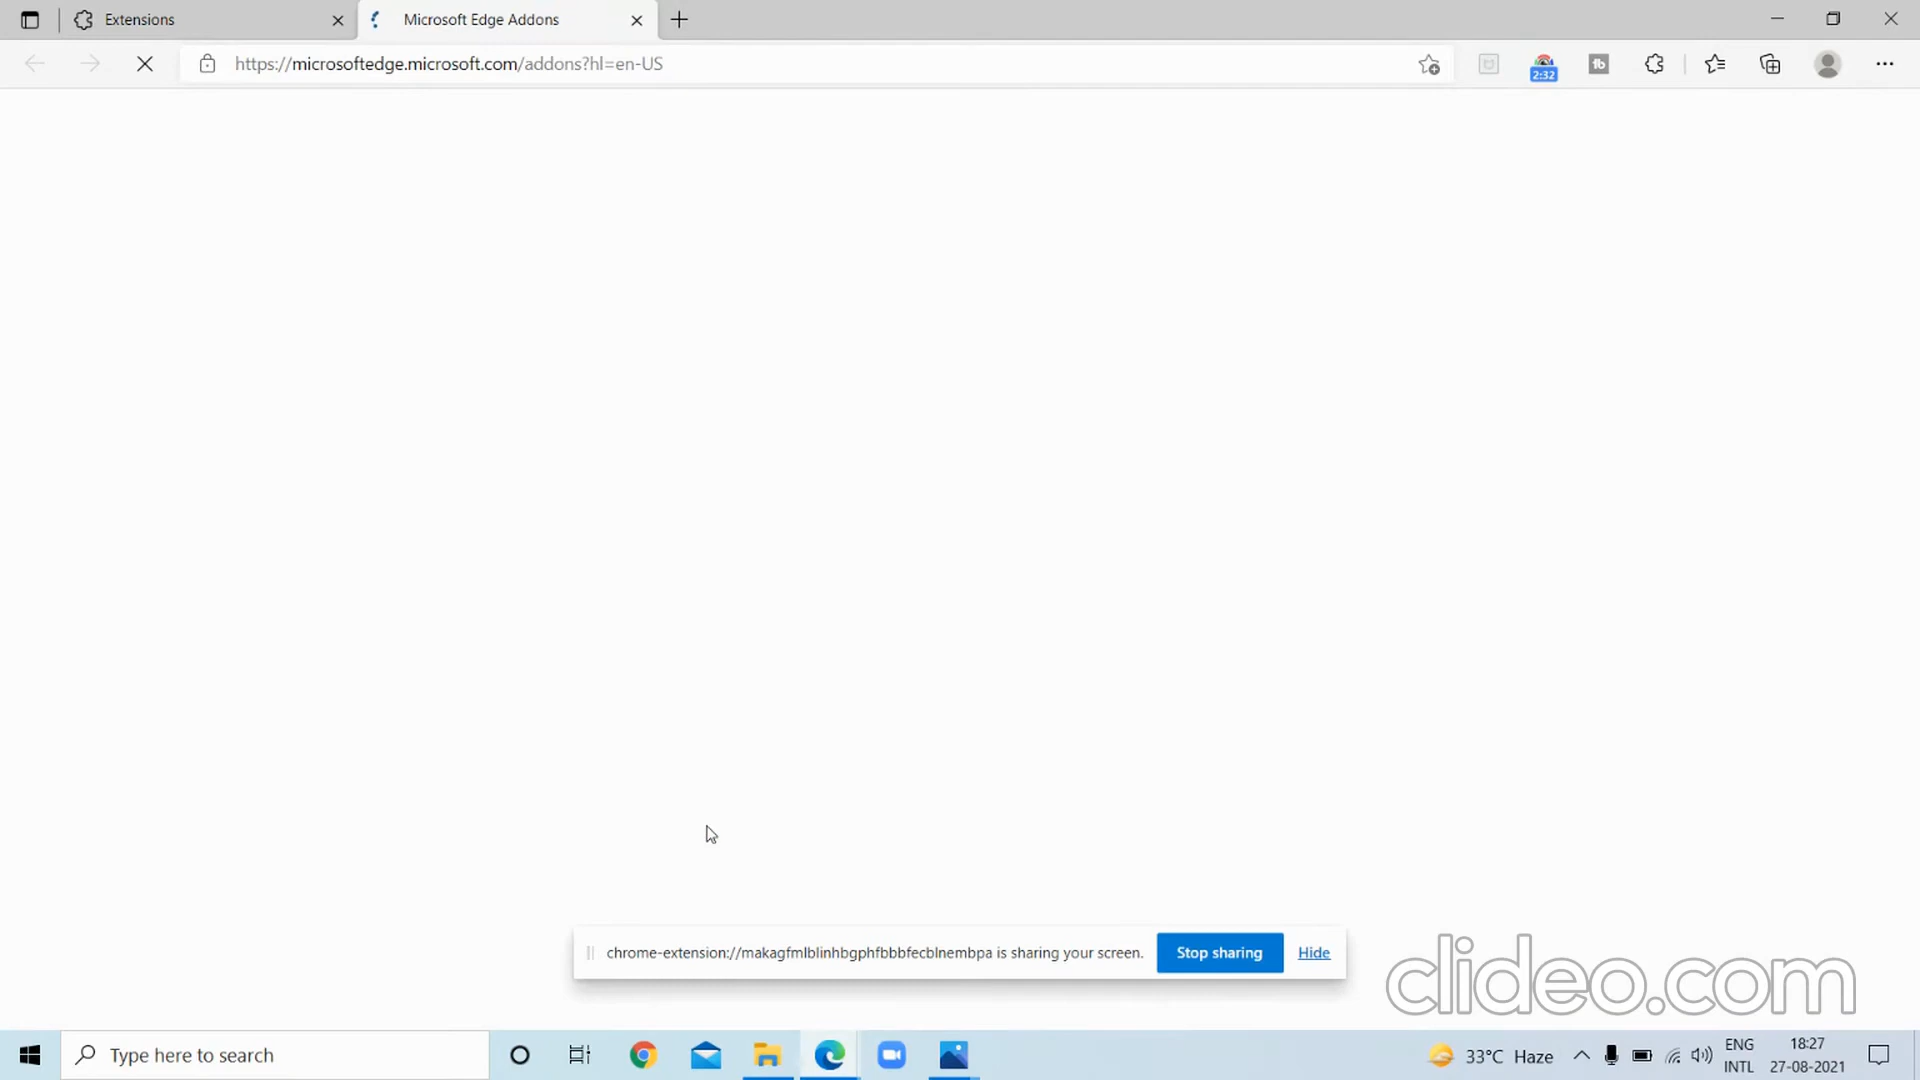 Extensions
Microsoft Edge Addons
https://microsoftedge.microsoft.com/addons?hl=en-US
2:32
chrome-extension://makagfmlblinhbgphfbbbfecblnembpa is sharing your screen.
Stop sharing
Hide
clideo.com
Type here to search
33°C Haze
ENG
INTL
18:27
27-08-2021